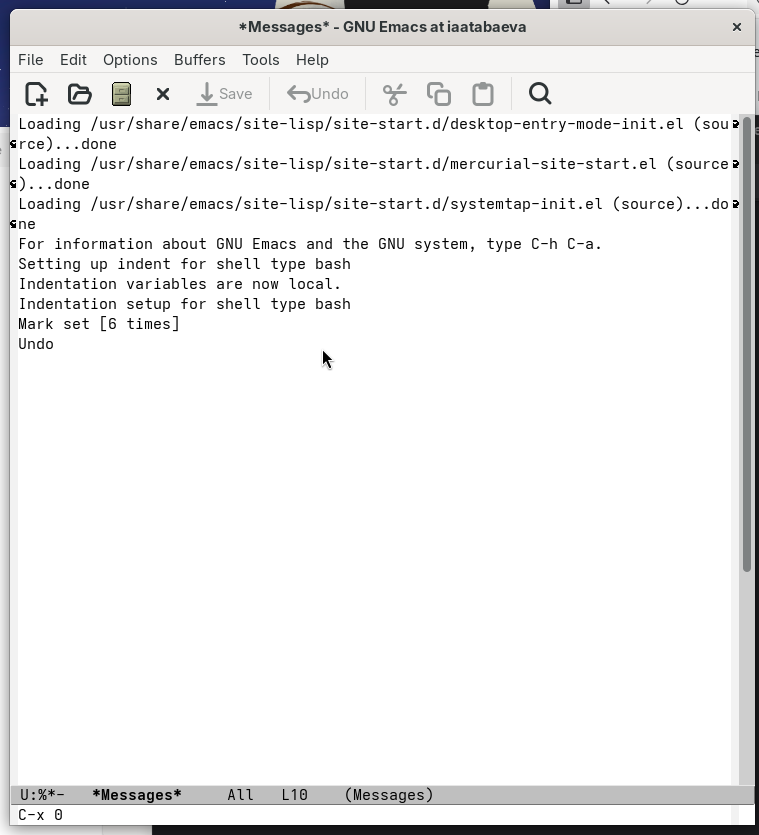 *Messages* - GNU Emacs at iaatabaeva
File Edit Options Buffers Tools Help
Save Undo
Loading /usr/share/emacs/site-lisp/site-start.d/desktop-entry-mode-init.el (sou
rce)...done
Loading /usr/share/emacs/site-lisp/site-start.d/mercurial-site-start.el (source
)...done
Loading /usr/share/emacs/site-lisp/site-start.d/systemtap-init.el (source)...do
ne
For information about GNU Emacs and the GNU system, type C-h C-a.
Setting up indent for shell type bash
Indentation variables are now local.
Indentation setup for shell type bash
Mark set [6 times]
Undo
U:%*- *Messages* All L10 (Messages)
C-x 0